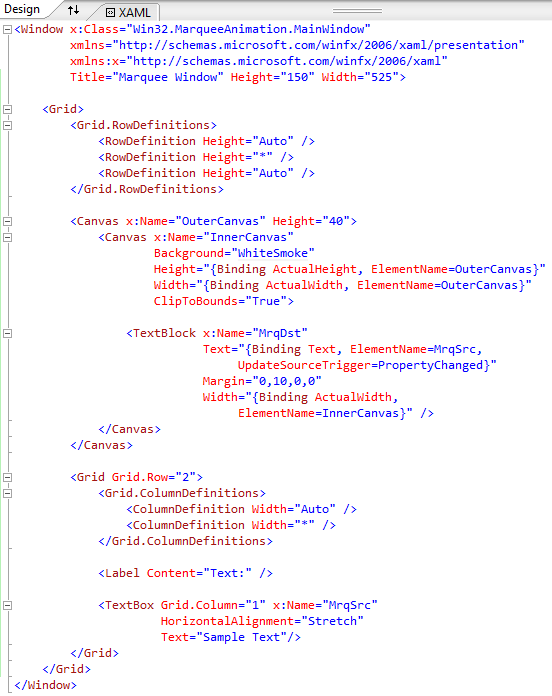 Design XAML
<Window x:Class="Win32.MarqueeAnimation.MainWindow"
        xmlns="http://schemas.microsoft.com/winfx/2006/xaml/presentation"
        xmlns:x="http://schemas.microsoft.com/winfx/2006/xaml"
        Title="Marquee Window" Height="150" Width="525">
    <Grid>
        <Grid.RowDefinitions>
            <RowDefinition Height="Auto" />
            <RowDefinition Height="*" />
            <RowDefinition Height="Auto" />
        </Grid.RowDefinitions>
        <Canvas x:Name="OuterCanvas" Height="40">
            <Canvas x:Name="InnerCanvas"
                    Background="WhiteSmoke"
                    Height="{Binding ActualHeight, ElementName=OuterCanvas}"
                    Width="{Binding ActualWidth, ElementName=OuterCanvas}"
                    ClipToBounds="True">
                <TextBlock x:Name="MrqDst"
                           Text="{Binding Text, ElementName=MrqSrc,
                                UpdateSourceTrigger=PropertyChanged}"
                           Margin="0,10,0,0"
                           Width="{Binding ActualWidth,
                                ElementName=InnerCanvas}" />
            </Canvas>
        </Canvas>
        <Grid Grid.Row="2">
            <Grid.ColumnDefinitions>
                <ColumnDefinition Width="Auto" />
                <ColumnDefinition Width="*" />
            </Grid.ColumnDefinitions>
            <Label Content="Text:" />
            <TextBox Grid.Column="1" x:Name="MrqSrc"
                     HorizontalAlignment="Stretch"
                     Text="Sample Text"/>
        </Grid>
    </Grid>
</Window>